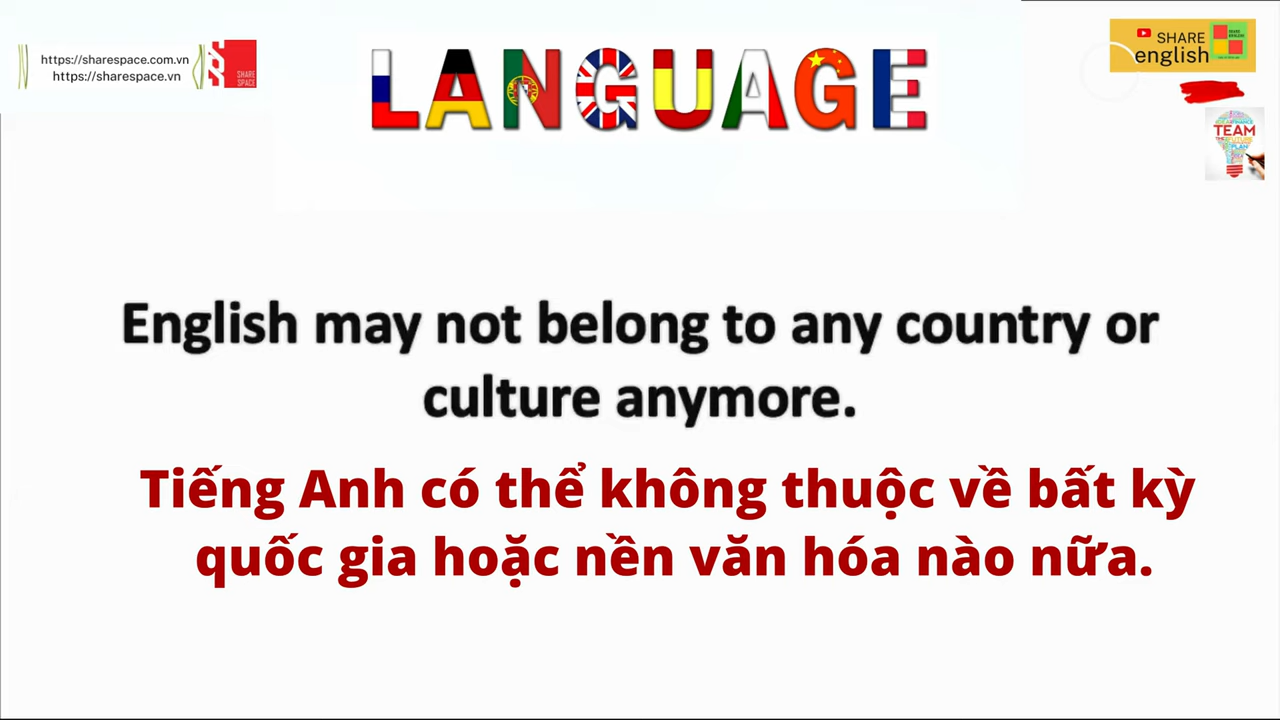 https://sharespace.com.vn
https://sharespace.vn
SHARE
SPACE
LANGUAGE
SHARE
english
TEAM
PLAN
English may not belong to any country or
culture anymore.
Tiếng Anh có thể không thuộc về bất kỳ
quốc gia hoặc nền văn hóa nào nữa.